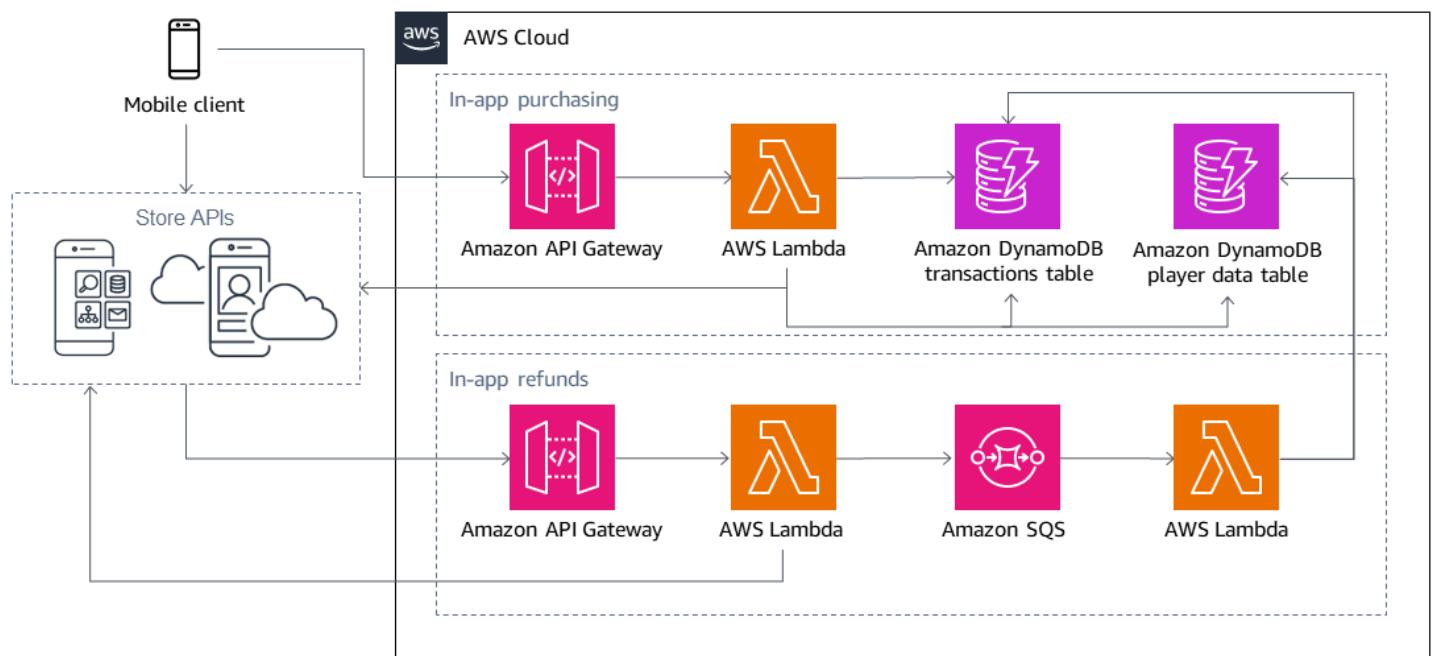 aws
AWS Cloud
Mobile client
In-app purchasing
Store APIs
Amazon API Gateway
AWS Lambda
Amazon DynamoDB
transactions table
Amazon DynamoDB
player data table
In-app refunds
Amazon API Gateway
AWS Lambda
Amazon SQS
AWS Lambda